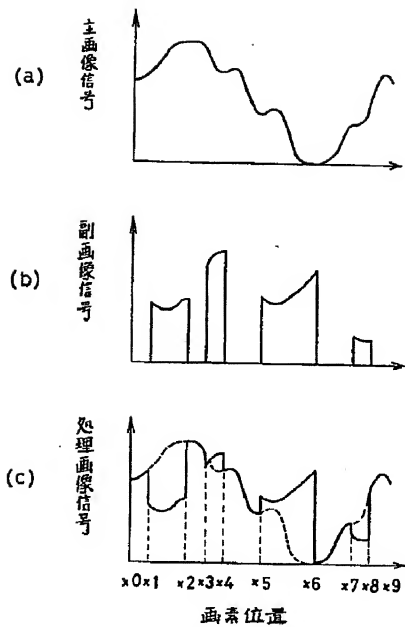 (a)
主画像信号
(b)
副画像信号
(c)
処理画像信号
x0 x1 x2 x3 x4 x5 x6 x7 x8 x9
画素位置